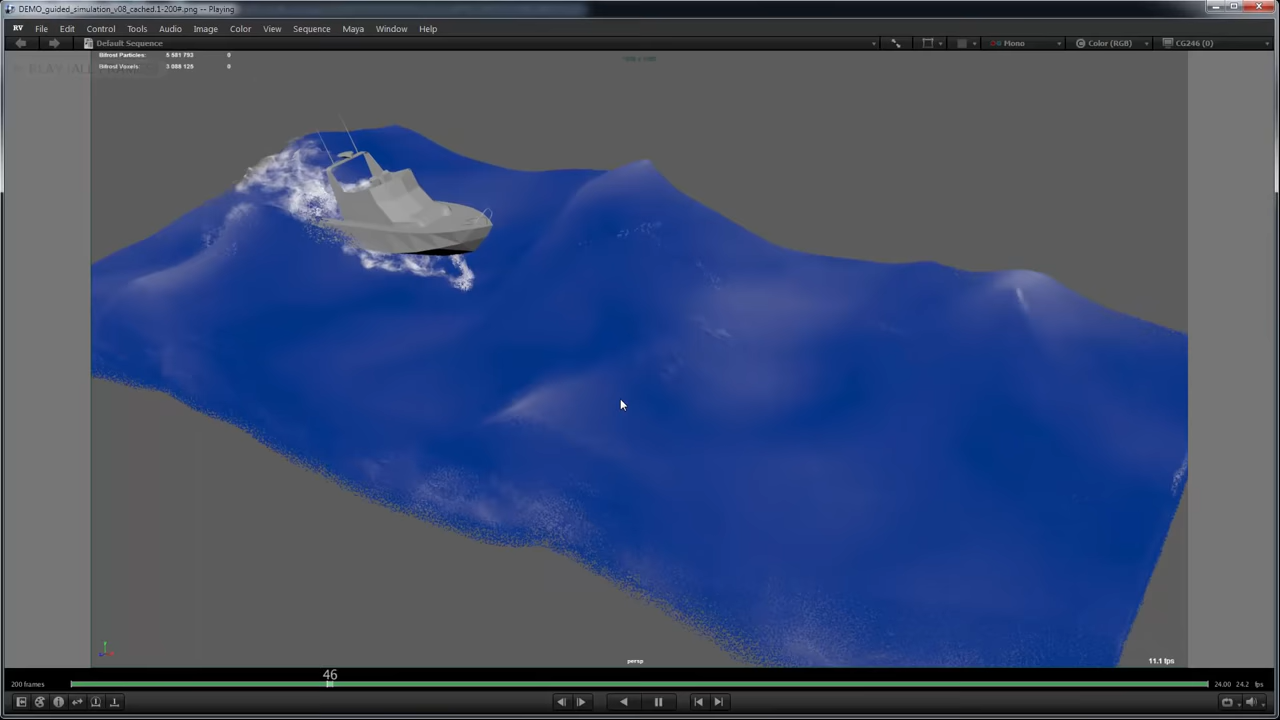 DEMO_guided_simulation_v08_cached.1-200#.png — Playing
RV File Edit Control Tools Audio Image Color View Sequence Maya Window Help
Default Sequence Mono Color (RGB) CG246 (0)
Bifrost Particles: 5 581 793 0
Bifrost Voxels: 3 088 125 0
persp
11.1 fps
46
200 frames 24.00 24.2 fps